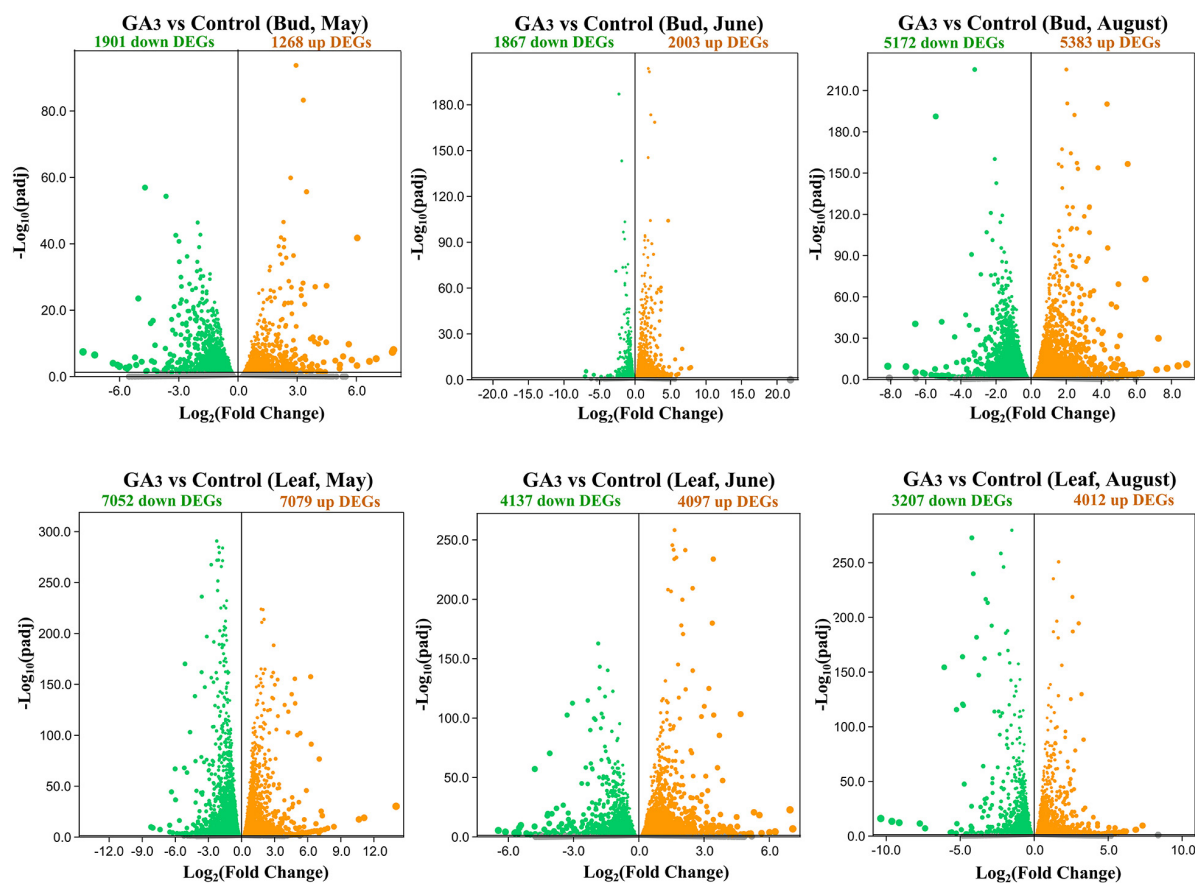 GA3 vs Control (Bud, May)
1901 down DEGs 1268 up DEGs
80.0
60.0
40.0
20.0
0.0
-Log10(padj)
-6.0 -3.0 0.0 3.0 6.0
Log2(Fold Change)
GA3 vs Control (Bud, June)
1867 down DEGs 2003 up DEGs
180.0
150.0
120.0
90.0
60.0
30.0
0.0
-Log10(padj)
-20.0 -15.0 -10.0 -5.0 0.0 5.0 10.0 15.0 20.0
Log2(Fold Change)
GA3 vs Control (Bud, August)
5172 down DEGs 5383 up DEGs
210.0
180.0
150.0
120.0
90.0
60.0
30.0
0.0
-Log10(padj)
-8.0 -6.0 -4.0 -2.0 0.0 2.0 4.0 6.0 8.0
Log2(Fold Change)
GA3 vs Control (Leaf, May)
7052 down DEGs 7079 up DEGs
300.0
250.0
200.0
150.0
100.0
50.0
0.0
-Log10(padj)
-12.0 -9.0 -6.0 -3.0 0.0 3.0 6.0 9.0 12.0
Log2(Fold Change)
GA3 vs Control (Leaf, June)
4137 down DEGs 4097 up DEGs
250.0
200.0
150.0
100.0
50.0
0.0
-Log10(padj)
-6.0 -4.0 -2.0 0.0 2.0 4.0 6.0
Log2(Fold Change)
GA3 vs Control (Leaf, August)
3207 down DEGs 4012 up DEGs
250.0
200.0
150.0
100.0
50.0
0.0
-Log10(padj)
-10.0 -5.0 0.0 5.0 10.0
Log2(Fold Change)